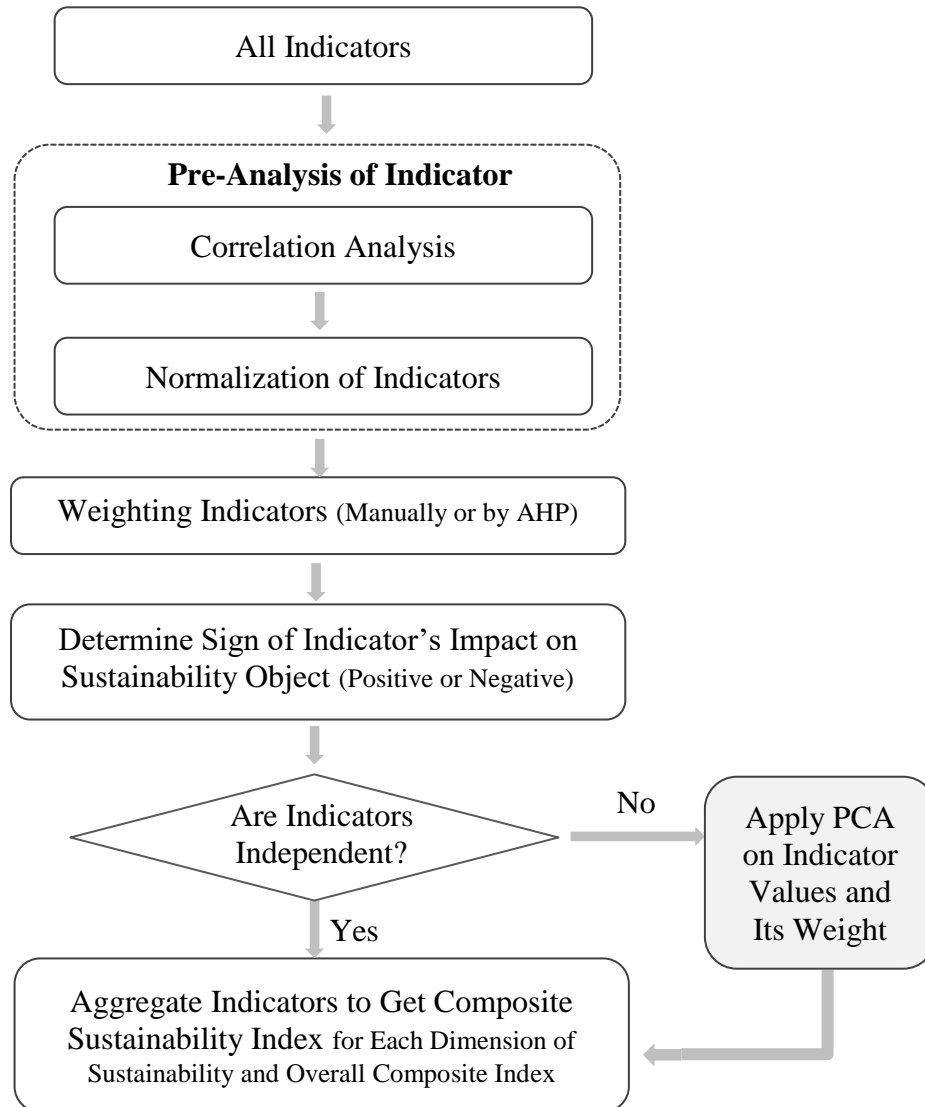 All Indicators
Pre-Analysis of Indicator
Correlation Analysis
Normalization of Indicators
Weighting Indicators (Manually or by AHP)
Determine Sign of Indicator’s Impact on
Sustainability Object (Positive or Negative)
Are Indicators
Independent?
No
Apply PCA
on Indicator
Values and
Its Weight
Yes
Aggregate Indicators to Get Composite
Sustainability Index for Each Dimension of
Sustainability and Overall Composite Index